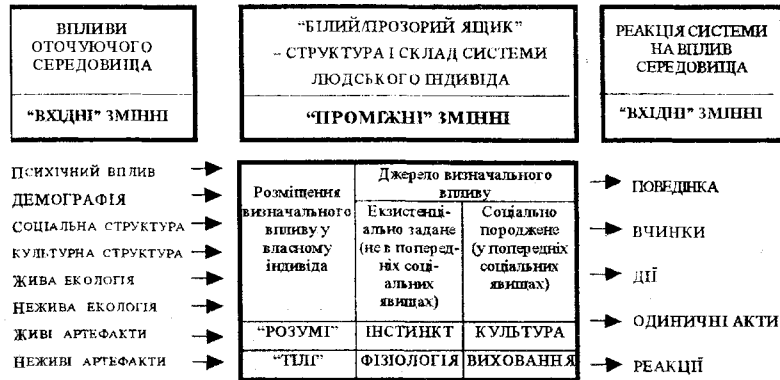 ВПЛИВИ
ОТОЧУЮЧОГО
СЕРЕДОВИЩА
“ВХІДНІ” ЗМІННІ
“БІЛИЙ/ПРОЗОРИЙ ЯЩИК”
– СТРУКТУРА І СКЛАД СИСТЕМИ
ЛЮДСЬКОГО ІНДИВІДА
“ПРОМІЖНІ” ЗМІННІ
РЕАКЦІЯ СИСТЕМИ
НА ВПЛИВ
СЕРЕДОВИЩА
“ВХІДНІ” ЗМІННІ
ПСИХІЧНИЙ ВПЛИВ
ДЕМОГРАФІЯ
СОЦІАЛЬНА СТРУКТУРА
КУЛЬТУРНА СТРУКТУРА
ЖИВА ЕКОЛОГІЯ
НЕЖИВА ЕКОЛОГІЯ
ЖИВІ АРТЕФАКТИ
НЕЖИВІ АРТЕФАКТИ
Розміщення
визначального
впливу у
власному
індивіда
Джерело визначального
впливу
Екзистенці-
ально задане
(не в поперед-
ніх соці-
альних
явищах)
Соціально
породжене
(у попередніх
соціальних
явищах)
“РОЗУМІ”
ІНСТИНКТ
КУЛЬТУРА
“ТІЛІ”
ФІЗІОЛОГІЯ
ВИХОВАННЯ
ПОВЕДІНКА
ВЧИНКИ
ДІЇ
ОДИНИЧНІ АКТИ
РЕАКЦІЇ